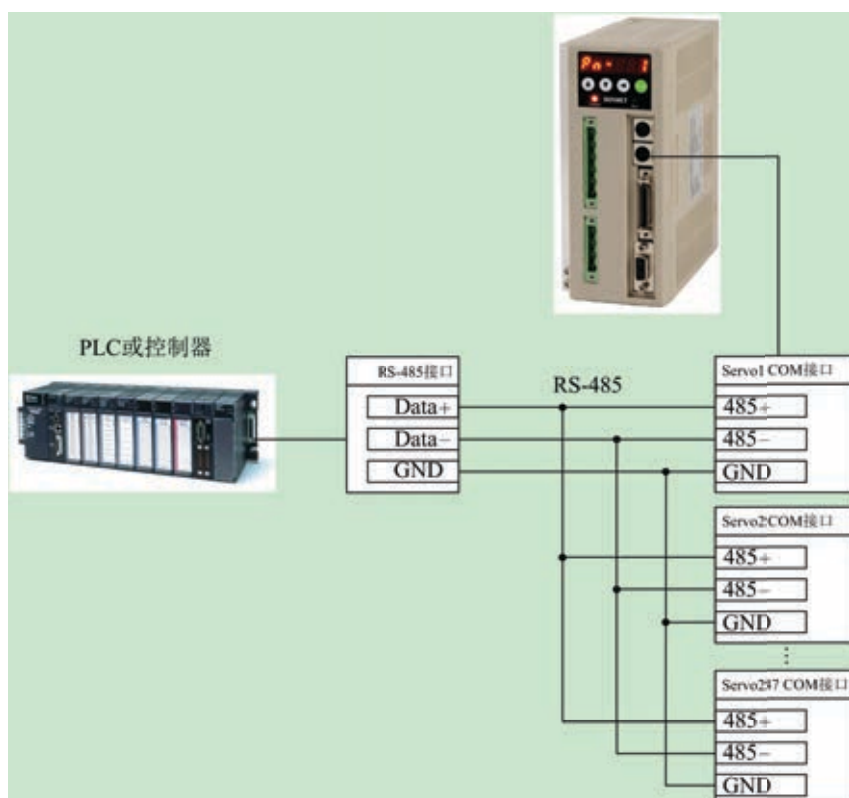 PLC或控制器
RS-485接口
Data+
Data−
GND
RS-485
Servo1 COM接口
485+
485−
GND
Servo2 COM接口
485+
485−
GND
⋮
Servo247 COM接口
485+
485−
GND